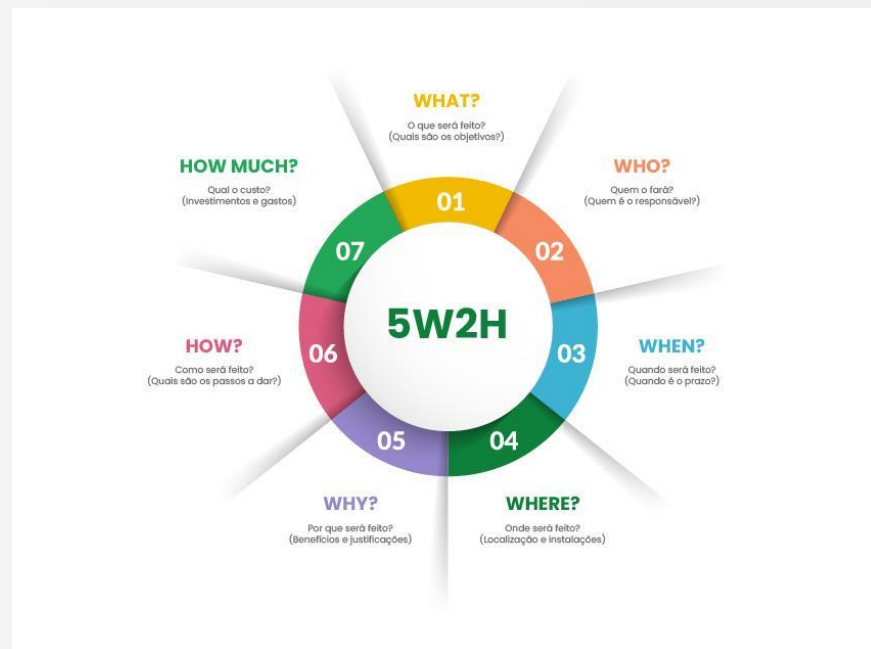 WHAT?
O que será feito?
(Quais são os objetivos?)
01
WHO?
Quem o fará?
(Quem é o responsável?)
02
WHEN?
Quando será feito?
(Quando é o prazo?)
03
WHERE?
Onde será feito?
(Localização e instalações)
04
WHY?
Por que será feito?
(Benefícios e justificações)
05
HOW?
Como será feito?
(Quais são os passos a dar?)
06
HOW MUCH?
Qual o custo?
(Investimentos e gastos)
07
5W2H